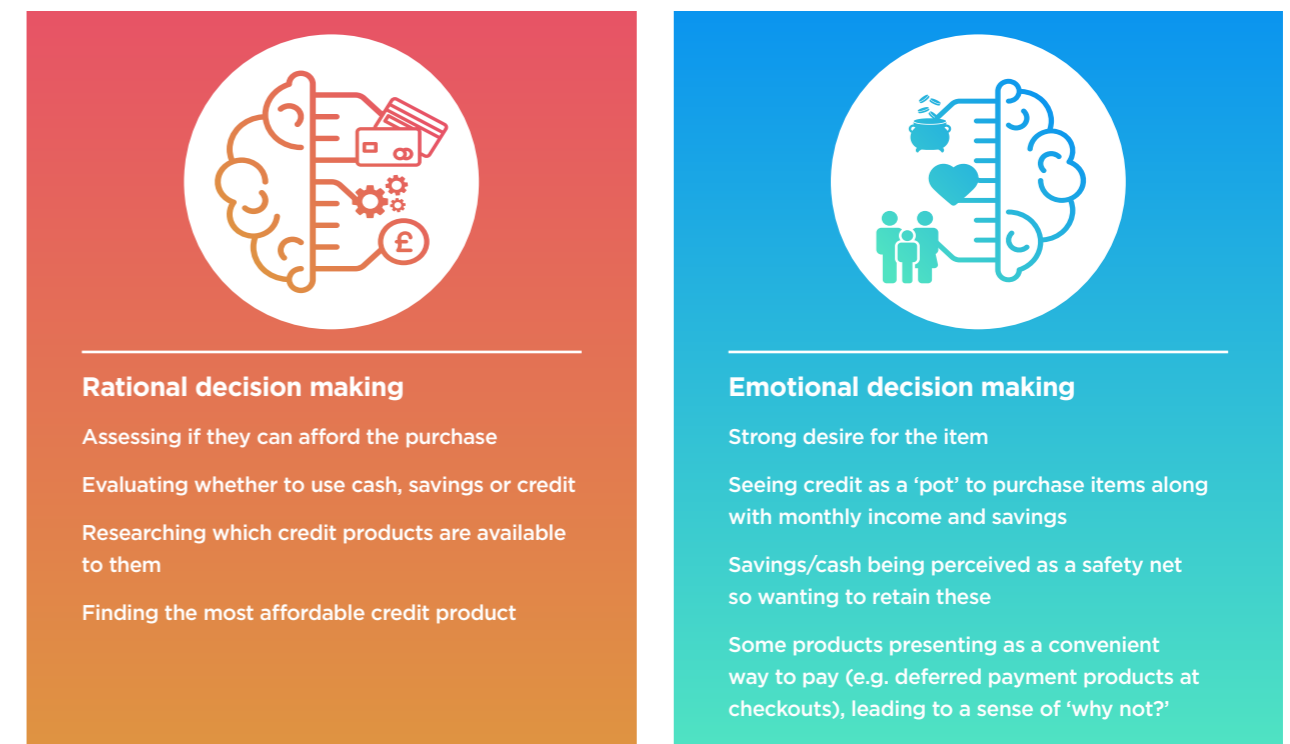 £
Rational decision making
Assessing if they can afford the purchase
Evaluating whether to use cash, savings or credit
Researching which credit products are available
to them
Finding the most affordable credit product
Emotional decision making
Strong desire for the item
Seeing credit as a ‘pot’ to purchase items along
with monthly income and savings
Savings/cash being perceived as a safety net
so wanting to retain these
Some products presenting as a convenient
way to pay (e.g. deferred payment products at
checkouts), leading to a sense of ‘why not?’